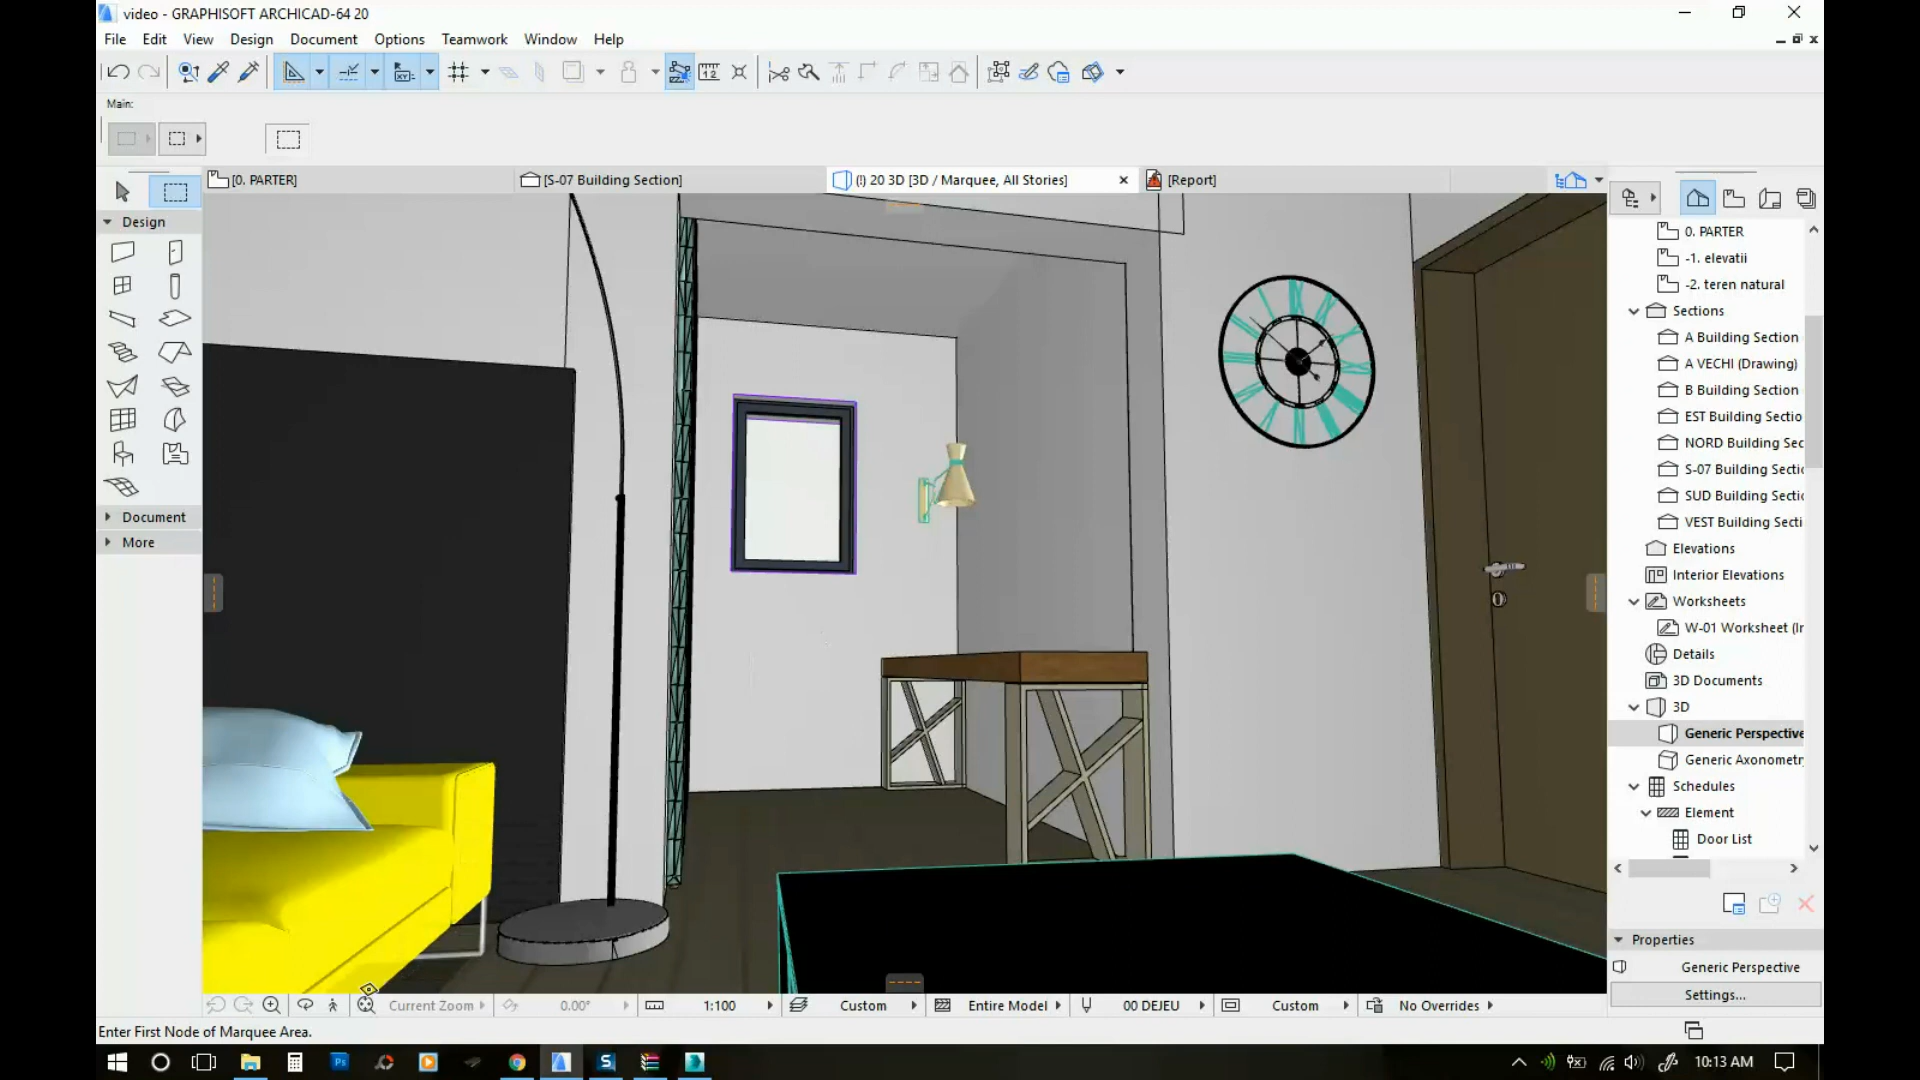 video - GRAPHISOFT ARCHICAD-64 20
File Edit View Design Document Options Teamwork Window Help
Main:
[0. PARTER] [S-07 Building Section] (!) 20 3D [3D / Marquee, All Stories] [Report]
Design
Document
More
0. PARTER
-1. elevatii
-2. teren natural
Sections
A Building Section
A VECHI (Drawing)
B Building Section
EST Building Sectio
NORD Building Sec
S-07 Building Sectio
SUD Building Sectic
VEST Building Secti
Elevations
Interior Elevations
Worksheets
W-01 Worksheet (Ir
Details
3D Documents
3D
Generic Perspective
Generic Axonometr
Schedules
Element
Door List
Properties
Generic Perspective
Settings...
Current Zoom 0.00° 1:100 Custom Entire Model 00 DEJEU Custom No Overrides
Enter First Node of Marquee Area.
10:13 AM